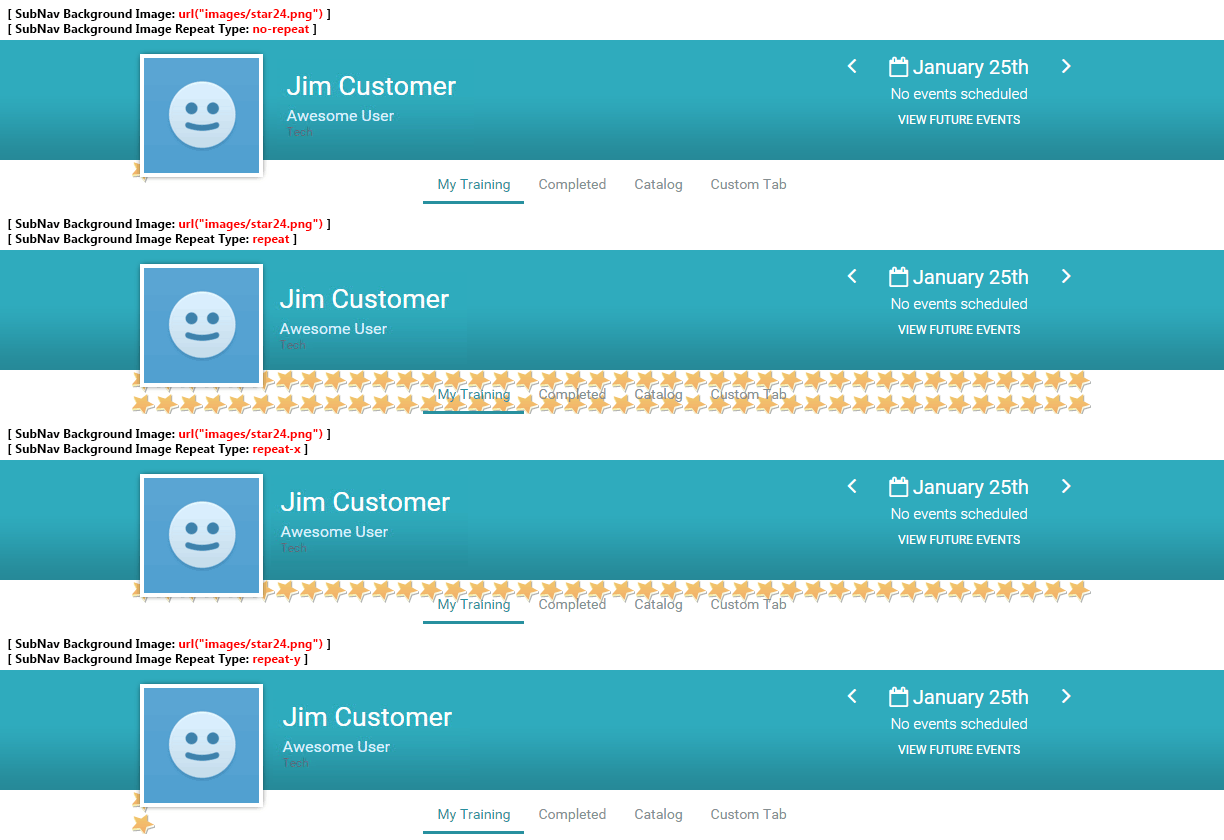 [ SubNav Background Image: url("images/star24.png") ]
[ SubNav Background Image Repeat Type: no-repeat ]
January 25th
Jim Customer
No events scheduled
Awesome User
VIEW FUTURE EVENTS
Tech
My Training Completed Catalog Custom Tab
[ SubNav Background Image: url("images/star24.png") ]
[ SubNav Background Image Repeat Type: repeat ]
January 25th
Jim Customer
No events scheduled
Awesome User
VIEW FUTURE EVENTS
Tech
My Training Completed Catalog Custom Tab
[ SubNav Background Image: url("images/star24.png") ]
[ SubNav Background Image Repeat Type: repeat-x ]
January 25th
Jim Customer
No events scheduled
Awesome User
VIEW FUTURE EVENTS
Tech
My Training Completed Catalog Custom Tab
[ SubNav Background Image: url("images/star24.png") ]
[ SubNav Background Image Repeat Type: repeat-y ]
January 25th
Jim Customer
No events scheduled
Awesome User
VIEW FUTURE EVENTS
Tech
My Training Completed Catalog Custom Tab